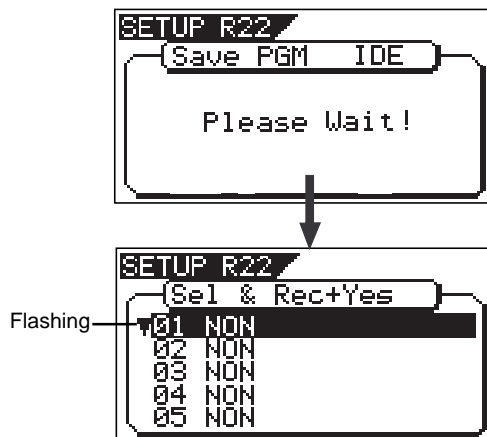 SETUP R22
Save PGM IDE
Please Wait!
SETUP R22
Sel & Rec+Yes
Flashing
01 NON
02 NON
03 NON
04 NON
05 NON